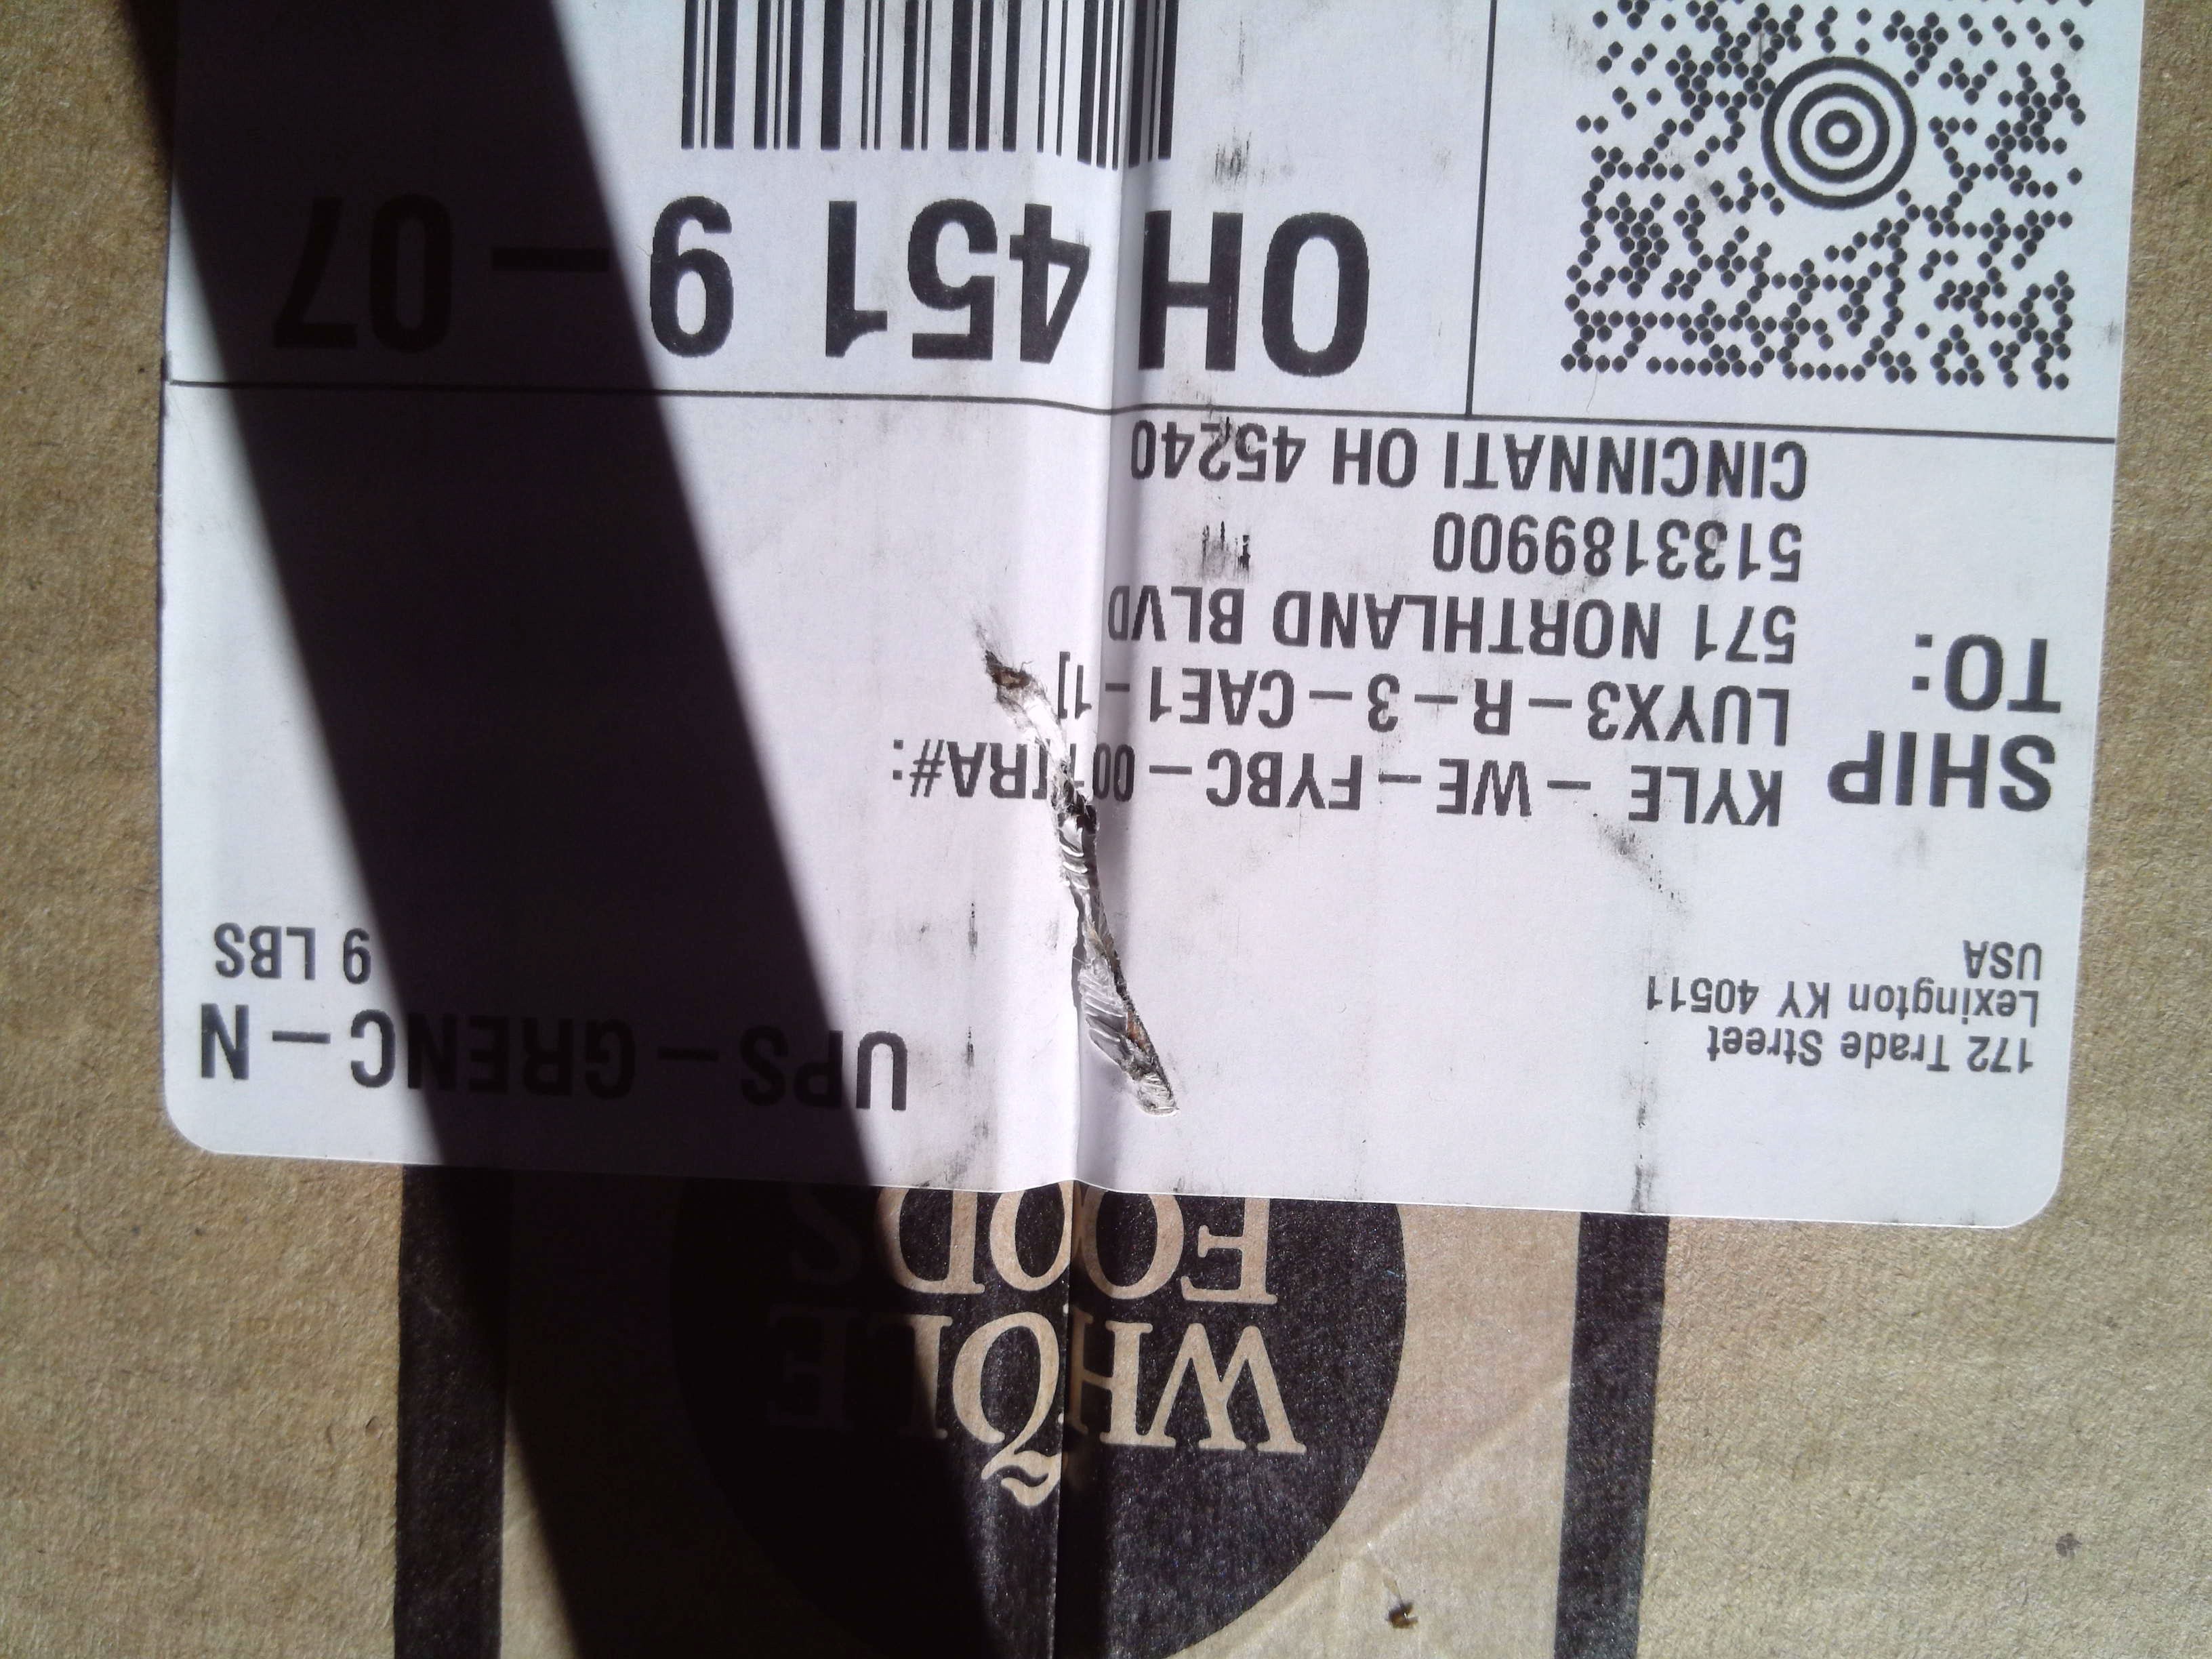 172 Trade Street
Lexington KY 40511
USA
UPS-GRENC-N
9 LBS
SHIP
TO:
KYLE - WE-FYBC-00 TRA#:
LUYX3-R-3-CAE1-1]
571 NORTHLAND BLVD
5133189900
CINCINNATI OH 45240
OH 451 9-07
WHOLE
FOODS